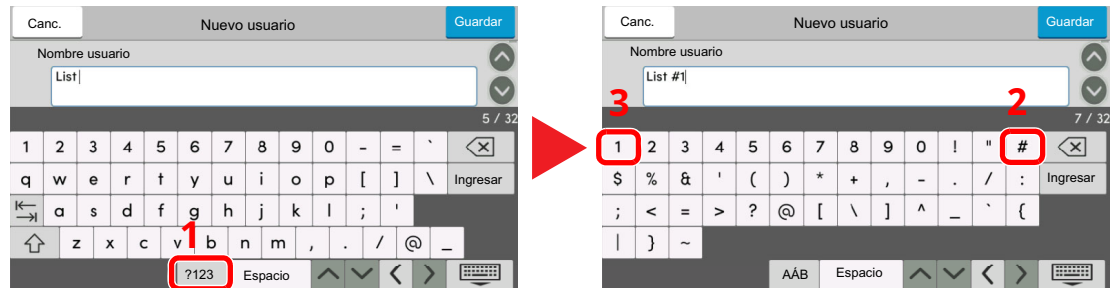 Canc. Nuevo usuario Guardar
Nombre usuario
List
5 / 32
1 2 3 4 5 6 7 8 9 0 - = `
q w e r t y u i o p [ ] \ Ingresar
a s d f g h j k l ; '
z x c v b n m , . / @ _
1
?123 Espacio
Canc. Nuevo usuario Guardar
Nombre usuario
List #1
3 2
7 / 32
1 2 3 4 5 6 7 8 9 0 ! " #
$ % & ' ( ) * + , - . / : Ingresar
; < = > ? @ [ \ ] ^ _ ` {
| } ~
AÁB Espacio